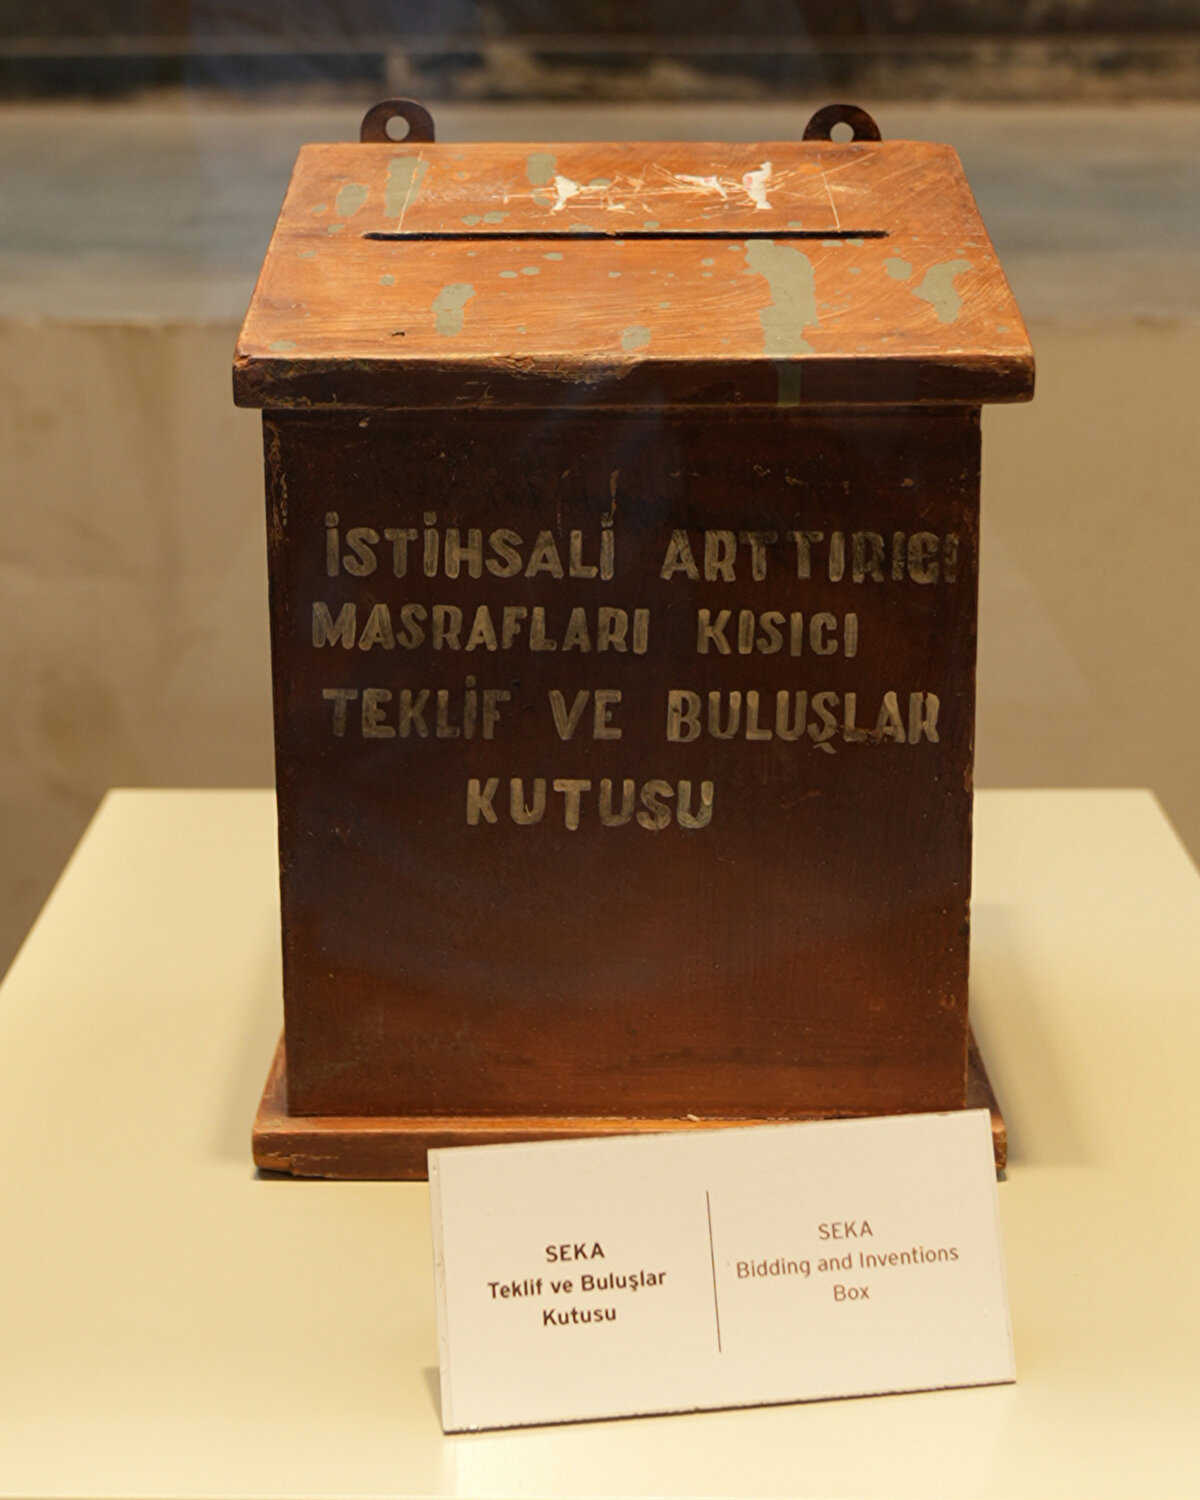 İSTİHSALİ ARTTIRICI
MASRAFLARI KISICI
TEKLİF VE BULUŞLAR
KUTUSU
SEKA
Teklif ve Buluşlar
Kutusu
SEKA
Bidding and Inventions
Box